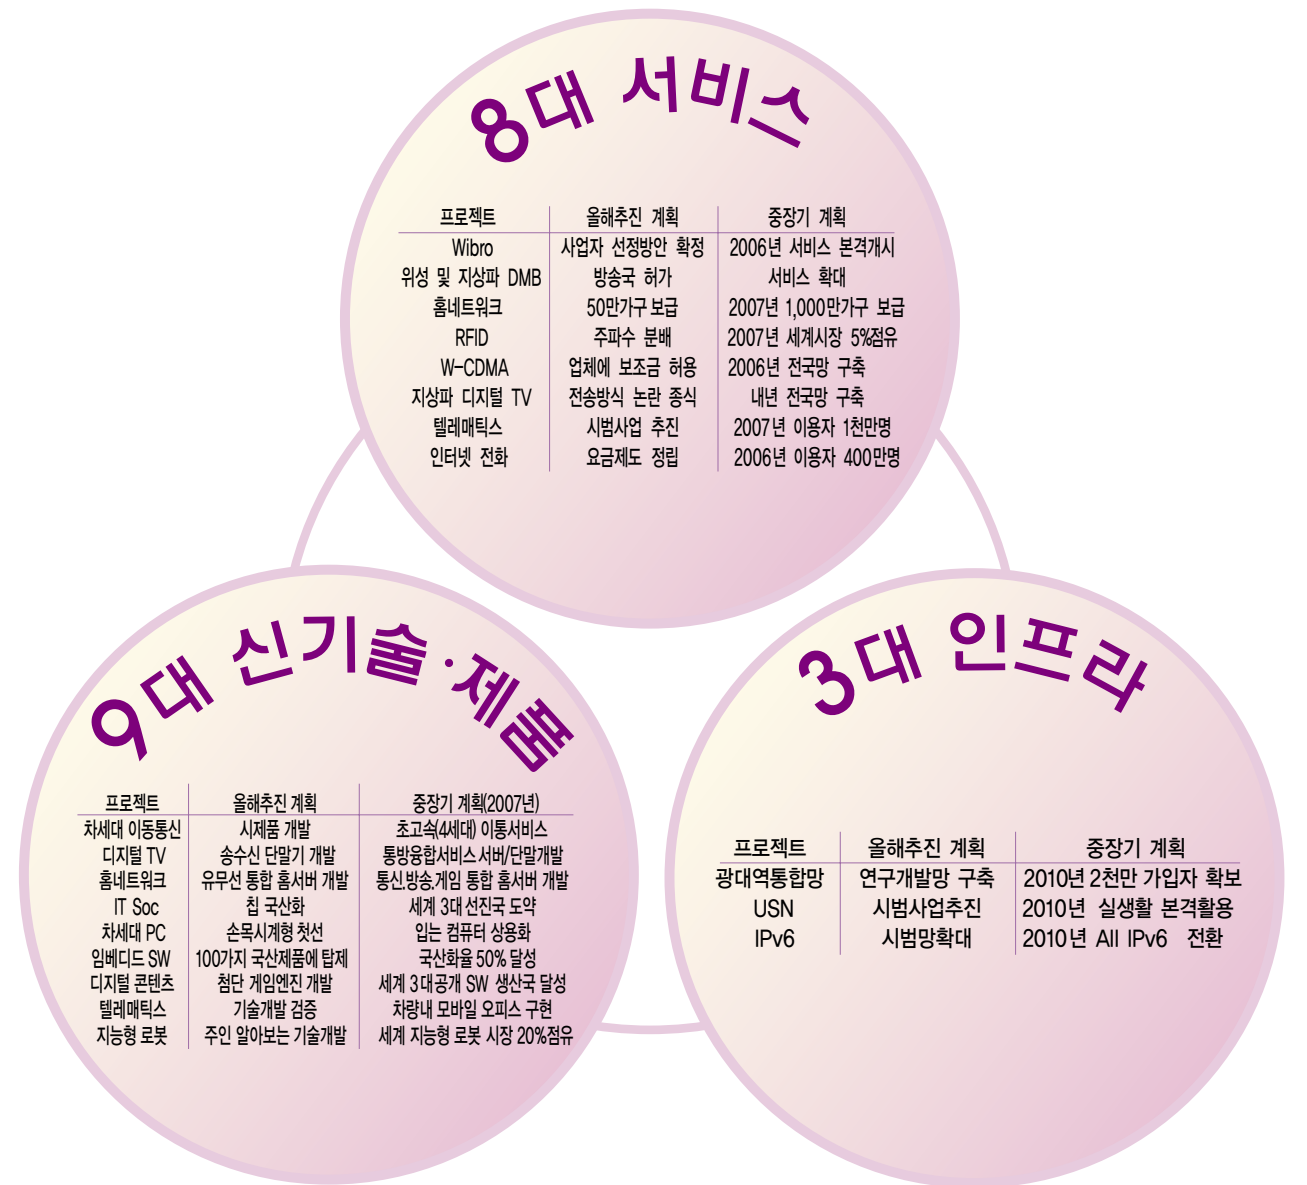 8대 서비스
프로젝트 올해추진 계획 중장기 계획
Wibro 사업자 선정방안 확정 2006년 서비스 본격개시
위성 및 지상파 DMB 방송국 허가 서비스 확대
홈네트워크 50만가구 보급 2007년 1,000만가구 보급
RFID 주파수 분배 2007년 세계시장 5%점유
W-CDMA 업체에 보조금 허용 2006년 전국망 구축
지상파 디지털 TV 전송방식 논란 종식 내년 전국망 구축
텔레매틱스 시범사업 추진 2007년 이용자 1천만명
인터넷 전화 요금제도 정립 2006년 이용자 400만명
9대 신기술·제품
프로젝트 올해추진 계획 중장기 계획(2007년)
차세대 이동통신 시제품 개발 초고속(4세대) 이통서비스
디지털 TV 송수신 단말기 개발 통방융합서비스 서버/단말개발
홈네트워크 유무선 통합 홈서버 개발 통신,방송,게임 통합 홈서버 개발
IT Soc 칩 국산화 세계 3대 선진국 도약
차세대 PC 손목시계형 첫선 입는 컴퓨터 상용화
임베디드 SW 100가지 국산제품에 탑제 국산화율 50% 달성
디지털 콘텐츠 첨단 게임엔진 개발 세계 3대공개 SW 생산국 달성
텔레매틱스 기술개발 검증 차량내 모바일 오피스 구현
지능형 로봇 주인 알아보는 기술개발 세계 지능형 로봇 시장 20%점유
3대 인프라
프로젝트 올해추진 계획 중장기 계획
광대역통합망 연구개발망 구축 2010년 2천만 가입자 확보
USN 시범사업추진 2010년 실생활 본격활용
IPv6 시범망확대 2010년 All IPv6 전환